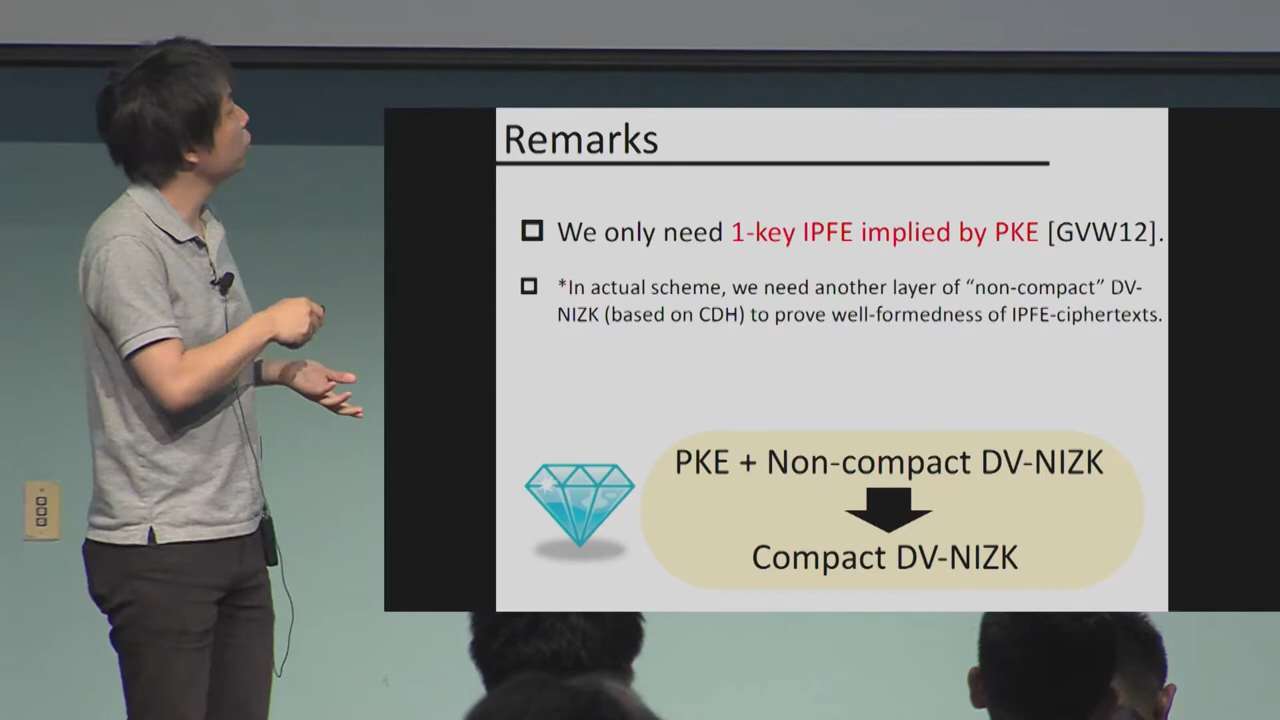 Remarks
We only need 1-key IPFE implied by PKE [GVW12].
*In actual scheme, we need another layer of “non-compact” DV-
NIZK (based on CDH) to prove well-formedness of IPFE-ciphertexts.
PKE + Non-compact DV-NIZK
Compact DV-NIZK